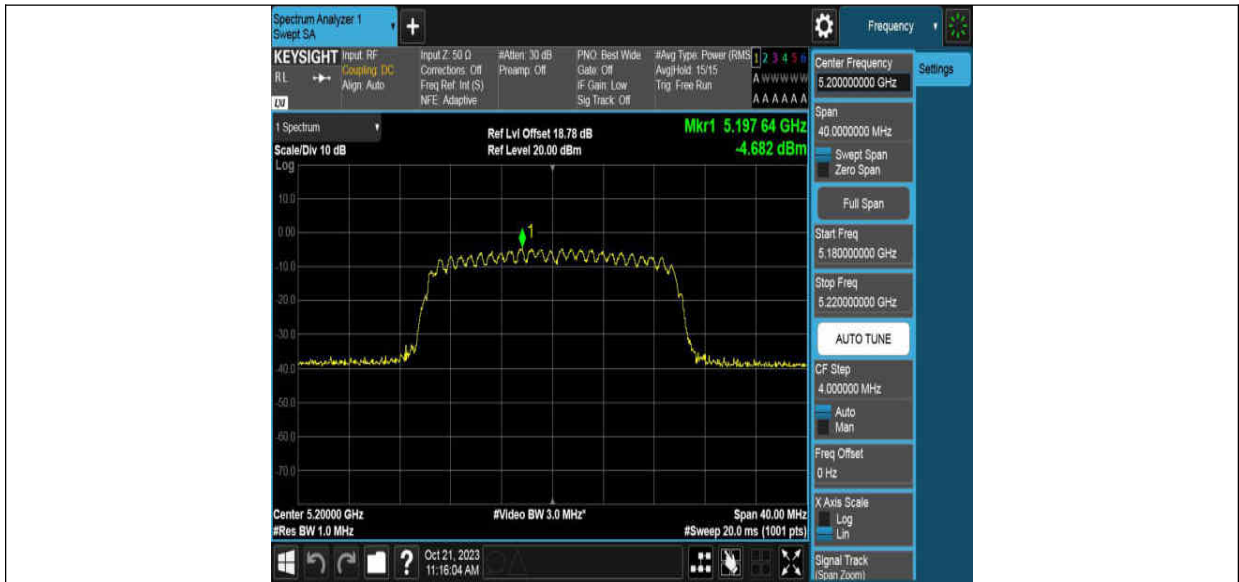 Spectrum Analyzer 1
Swept SA
+
Frequency
KEYSIGHT
RL
LXI
Input: RF
Coupling: DC
Align: Auto
Input Z: 50 Ω
Corrections: Off
Freq Ref: Int (S)
NFE: Adaptive
#Atten: 30 dB
Preamp: Off
PNO: Best Wide
Gate: Off
IF Gain: Low
Sig Track: Off
#Avg Type: Power (RMS
Avg|Hold: 15/15
Trig: Free Run
1 2 3 4 5 6
A W W W W W
A A A A A A
1 Spectrum
Scale/Div 10 dB
Log
Ref Lvl Offset 18.78 dB
Ref Level 20.00 dBm
Mkr1 5.197 64 GHz
-4.682 dBm
10.0
0.00
-10.0
-20.0
-30.0
-40.0
-50.0
-60.0
-70.0
1
Center 5.20000 GHz
#Res BW 1.0 MHz
#Video BW 3.0 MHz*
Span 40.00 MHz
#Sweep 20.0 ms (1001 pts)
?
Oct 21, 2023
11:16:04 AM
Center Frequency
5.200000000 GHz
Settings
Span
40.0000000 MHz
Swept Span
Zero Span
Full Span
Start Freq
5.180000000 GHz
Stop Freq
5.220000000 GHz
AUTO TUNE
CF Step
4.000000 MHz
Auto
Man
Freq Offset
0 Hz
X Axis Scale
Log
Lin
Signal Track
(Span Zoom)